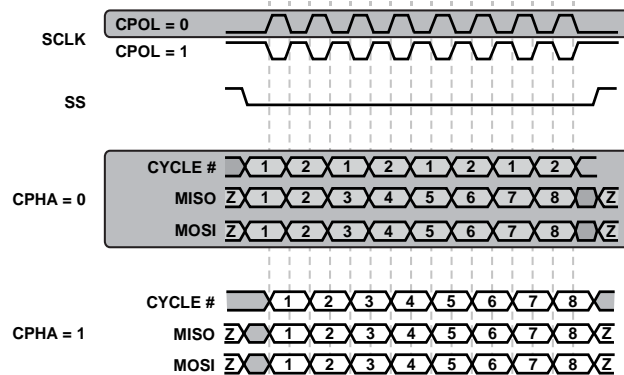 CPOL = 0
SCLK
CPOL = 1
SS
CYCLE # 1 2 1 2 1 2 1 2
CPHA = 0 MISO Z 1 2 3 4 5 6 7 8 Z
MOSI Z 1 2 3 4 5 6 7 8 Z
CYCLE # 1 2 3 4 5 6 7 8
CPHA = 1 MISO Z 1 2 3 4 5 6 7 8 Z
MOSI Z 1 2 3 4 5 6 7 8 Z